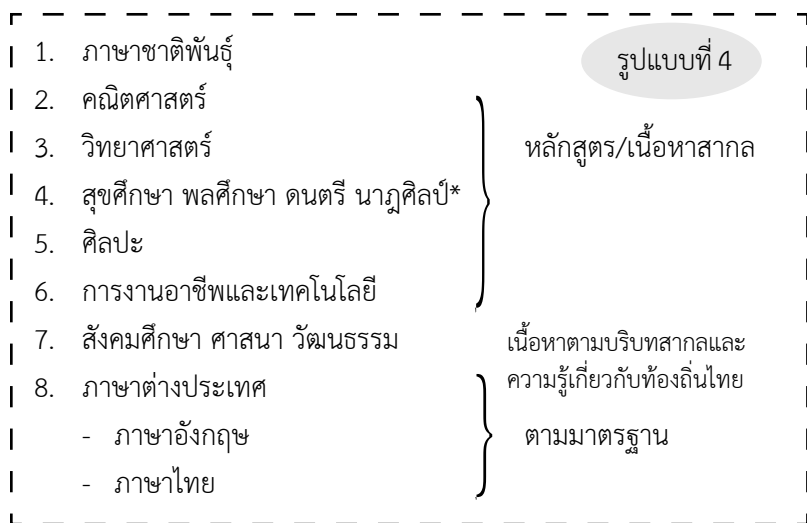 รูปแบบที่ 4
1. ภาษาชาติพันธุ์
2. คณิตศาสตร์
3. วิทยาศาสตร์
4. สุขศึกษา พลศึกษา ดนตรี นาฎศิลป์*
5. ศิลปะ
6. การงานอาชีพและเทคโนโลยี
หลักสูตร/เนื้อหาสากล
7. สังคมศึกษา ศาสนา วัฒนธรรม
เนื้อหาตามบริบทสากลและ
ความรู้เกี่ยวกับท้องถิ่นไทย
8. ภาษาต่างประเทศ
- ภาษาอังกฤษ
- ภาษาไทย
ตามมาตรฐาน